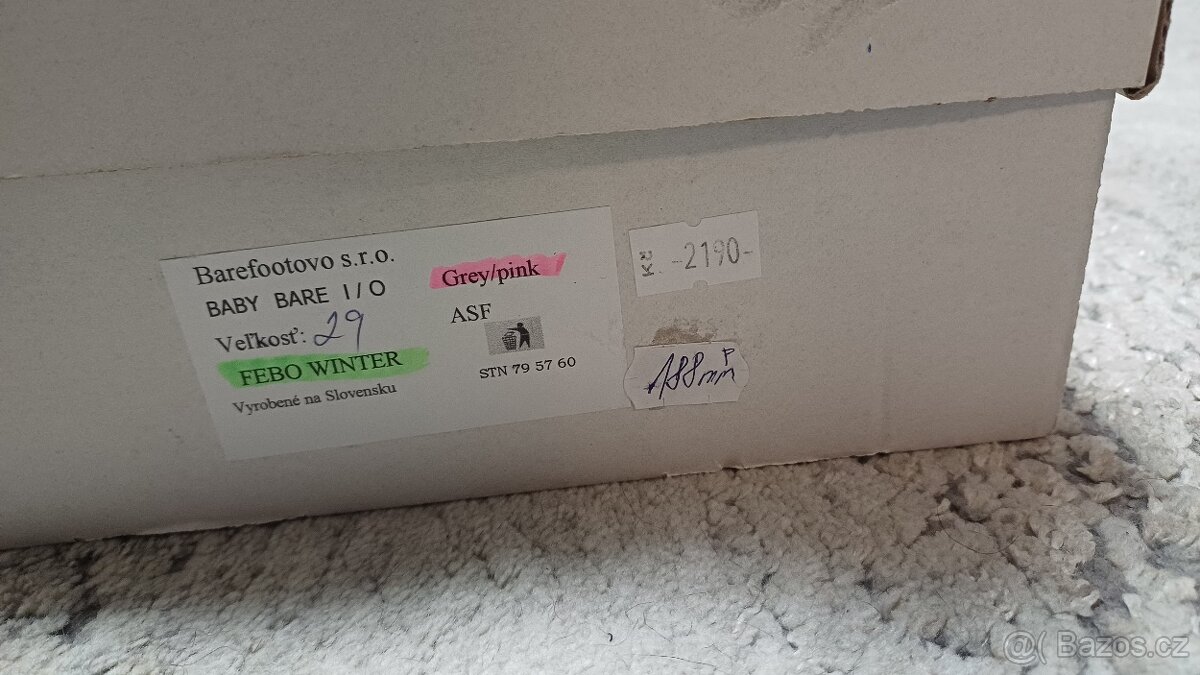 Barefootovo s.r.o.
BABY BARE I/O
Veľkosť: 29
FEBO WINTER
Vyrobené na Slovensku
Grey/pink
ASF
STN 79 57 60
Kč -2190-
188mm P
@( Bazos.cz